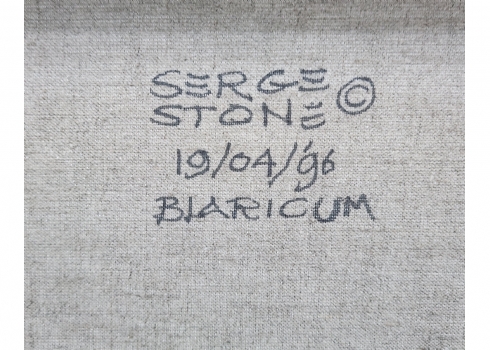 SERGE ©
STONE
19/04/'96
BLARICUM